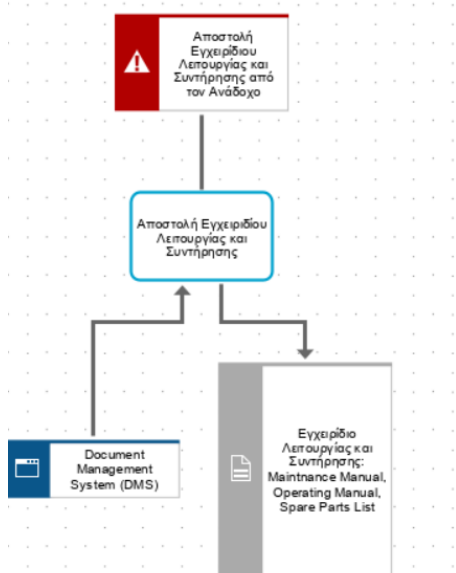 Αποστολή
Εγχειρίδιου
Λειτουργίας και
Συντήρησης από
τον Ανάδοχο
Αποστολή Εγχειριδίου
Λειτουργίας και
Συντήρησης
Document
Management
System (DMS)
Εγχειρίδιο
Λειτουργίας και
Συντήρησης:
Maintnance Manual,
Operating Manual,
Spare Parts List